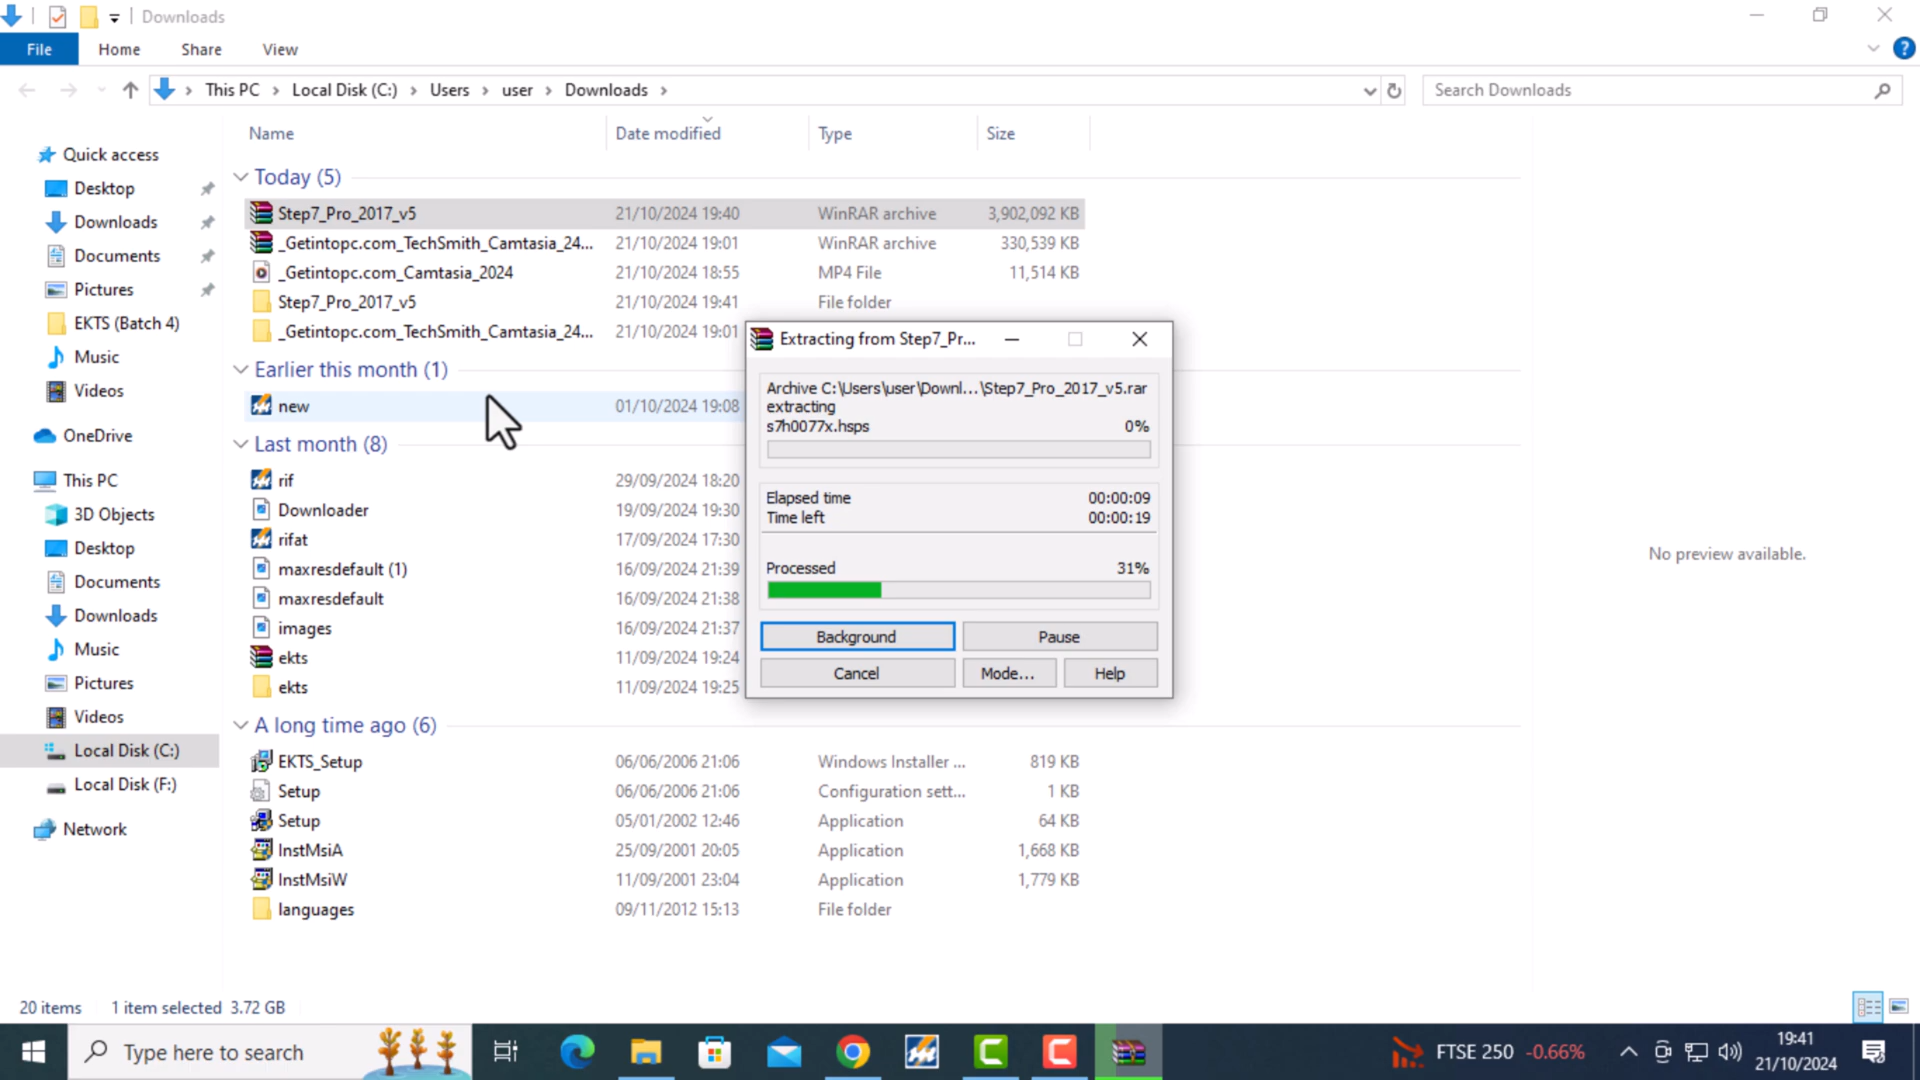 Downloads
File Home Share View
This PC Local Disk (C:) Users user Downloads Search Downloads
Name Date modified Type Size
Quick access
Desktop
Downloads
Documents
Pictures
EKTS (Batch 4)
Music
Videos
OneDrive
This PC
3D Objects
Desktop
Documents
Downloads
Music
Pictures
Videos
Local Disk (C:)
Local Disk (F:)
Network
Today (5)
Step7_Pro_2017_v5 21/10/2024 19:40 WinRAR archive 3,902,092 KB
_Getintopc.com_TechSmith_Camtasia_24... 21/10/2024 19:01 WinRAR archive 330,539 KB
_Getintopc.com_Camtasia_2024 21/10/2024 18:55 MP4 File 11,514 KB
Step7_Pro_2017_v5 21/10/2024 19:41 File folder
_Getintopc.com_TechSmith_Camtasia_24... 21/10/2024 19:01
Earlier this month (1)
new 01/10/2024 19:08
Last month (8)
rif 29/09/2024 18:20
Downloader 19/09/2024 19:30
rifat 17/09/2024 17:30
maxresdefault (1) 16/09/2024 21:39
maxresdefault 16/09/2024 21:38
images 16/09/2024 21:37
ekts 11/09/2024 19:24
ekts 11/09/2024 19:25
A long time ago (6)
EKTS_Setup 06/06/2006 21:06 Windows Installer ... 819 KB
Setup 06/06/2006 21:06 Configuration sett... 1 KB
Setup 05/01/2002 12:46 Application 64 KB
InstMsiA 25/09/2001 20:05 Application 1,668 KB
InstMsiW 11/09/2001 23:04 Application 1,779 KB
languages 09/11/2012 15:13 File folder
Extracting from Step7_Pr...
Archive C:\Users\user\Downl...\Step7_Pro_2017_v5.rar
extracting
s7h0077x.hsps 0%
Elapsed time 00:00:09
Time left 00:00:19
Processed 31%
Background Pause
Cancel Mode... Help
No preview available.
20 items 1 item selected 3.72 GB
Type here to search
FTSE 250 -0.66%
19:41
21/10/2024